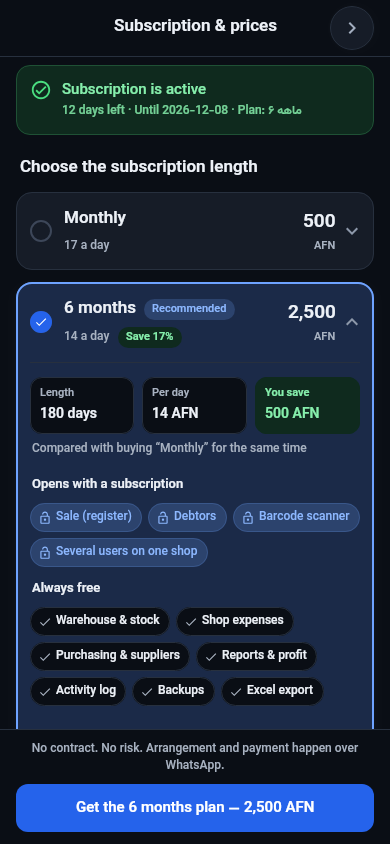 Subscription & prices
Subscription is active
12 days left · Until 2026-12-08 · Plan: ۶ ماهه
Choose the subscription length
Monthly
500
17 a day
AFN
6 months
Recommended
2,500
14 a day
Save 17%
AFN
Length
Per day
You save
180 days
14 AFN
500 AFN
Compared with buying “Monthly” for the same time
Opens with a subscription
Sale (register)
Debtors
Barcode scanner
Several users on one shop
Always free
Warehouse & stock
Shop expenses
Purchasing & suppliers
Reports & profit
Activity log
Backups
Excel export
No contract. No risk. Arrangement and payment happen over
WhatsApp.
Get the 6 months plan — 2,500 AFN